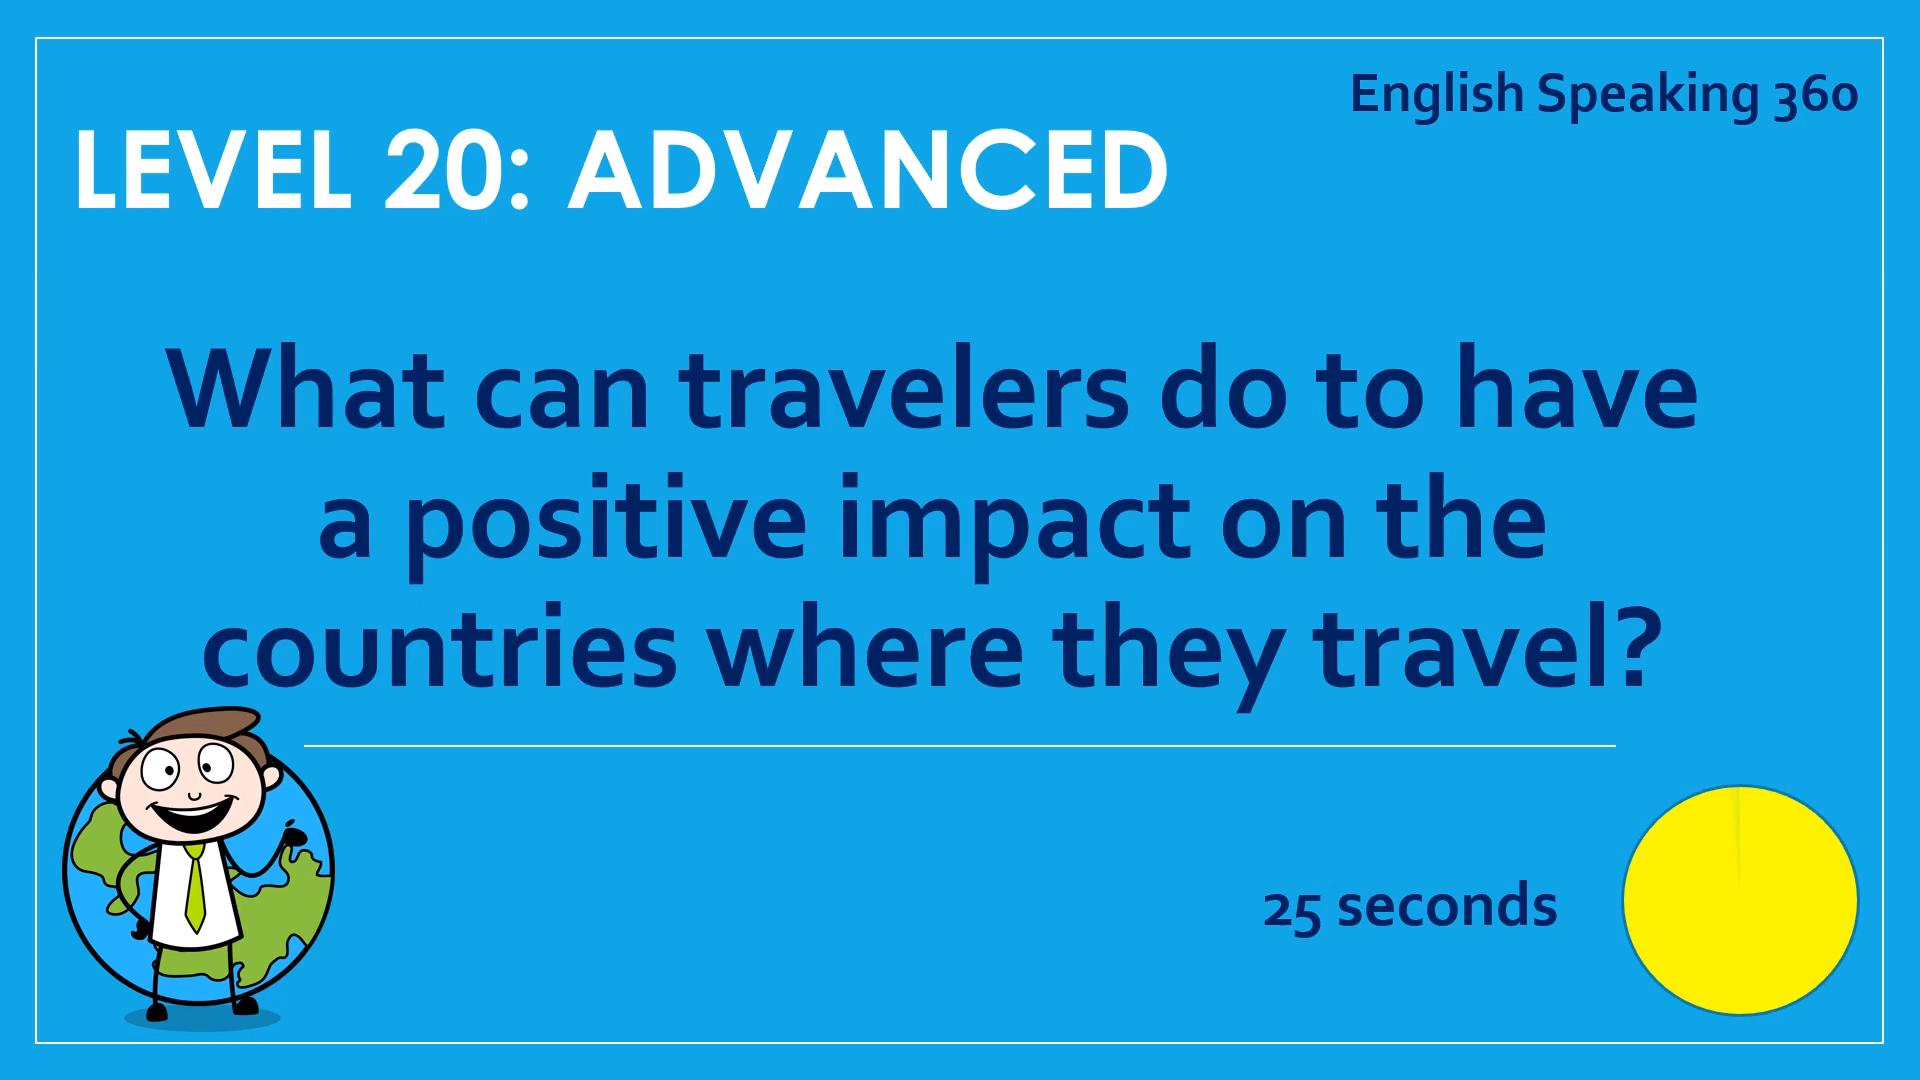 English Speaking 360
LEVEL 20: ADVANCED
What can travelers do to have
a positive impact on the
countries where they travel?
25 seconds